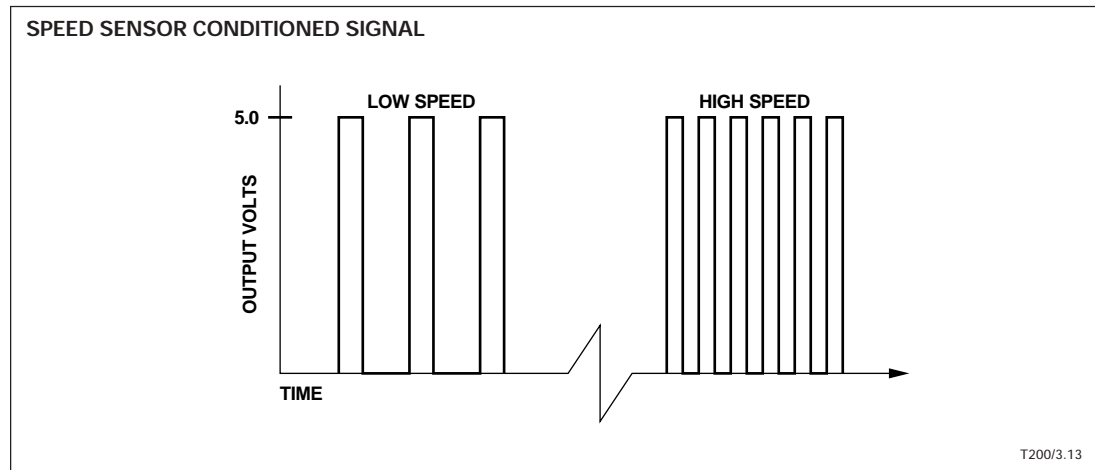 SPEED SENSOR CONDITIONED SIGNAL
LOW SPEED
HIGH SPEED
5.0
OUTPUT VOLTS
TIME
T200/3.13